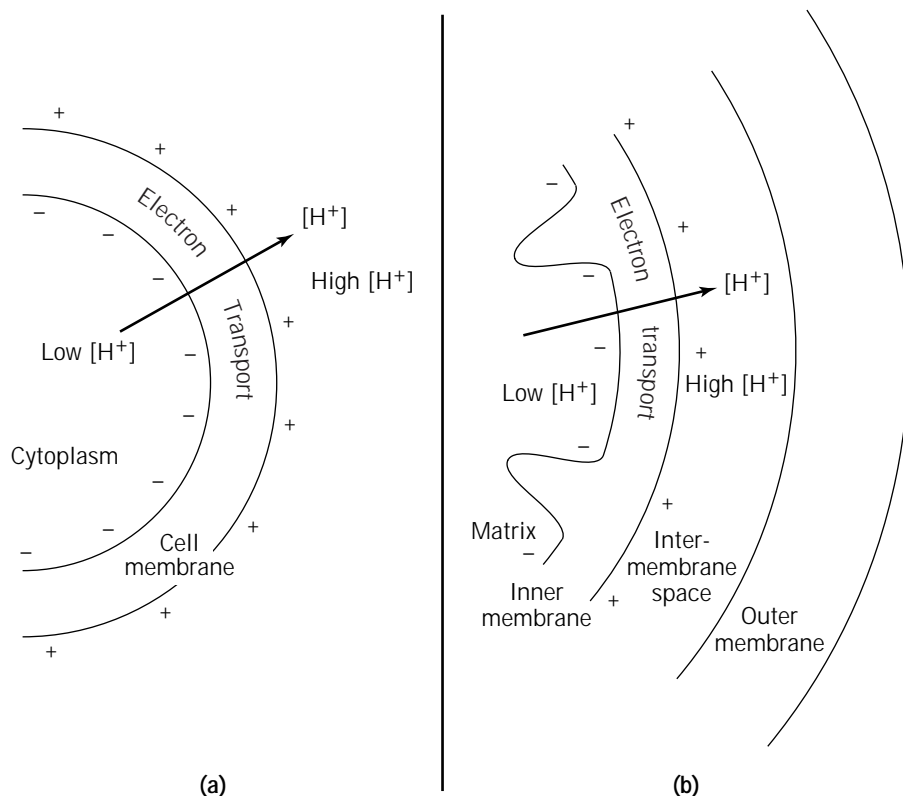 +
+
+
Electron
[H⁺]
High [H⁺]
Low [H⁺]
Transport
+
+
+
+
+
Cytoplasm
Cell
membrane
−
−
−
−
−
−
−
−
(a)
+
+
+
+
+
Electron
[H⁺]
transport
Low [H⁺]
High [H⁺]
−
−
−
−
−
Matrix
Inner
membrane
Inter-
membrane
space
Outer
membrane
(b)